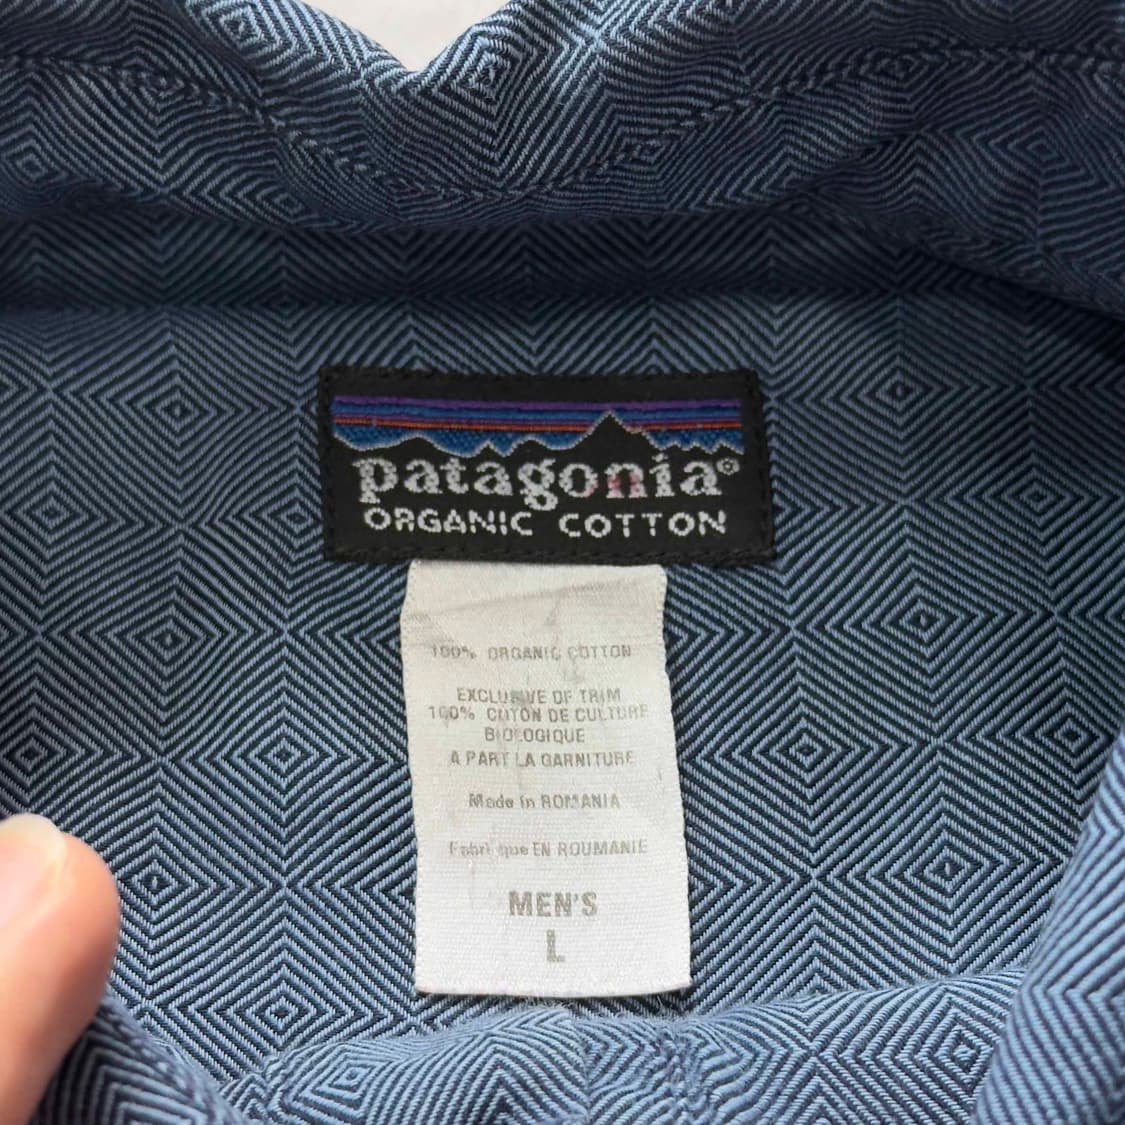 patagonia®
ORGANIC COTTON
100% ORGANIC COTTON
EXCLUSIVE OF TRIM
100% COTON DE CULTURE
BIOLOGIQUE
A PART LA GARNITURE
Made in ROMANIA
Fabrique EN ROUMANIE
MEN'S
L